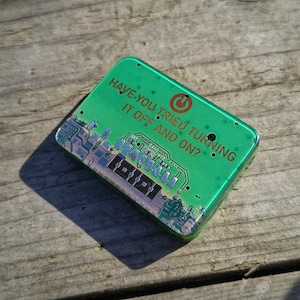 HAVE YOU TRIED TURNING
IT OFF AND ON?